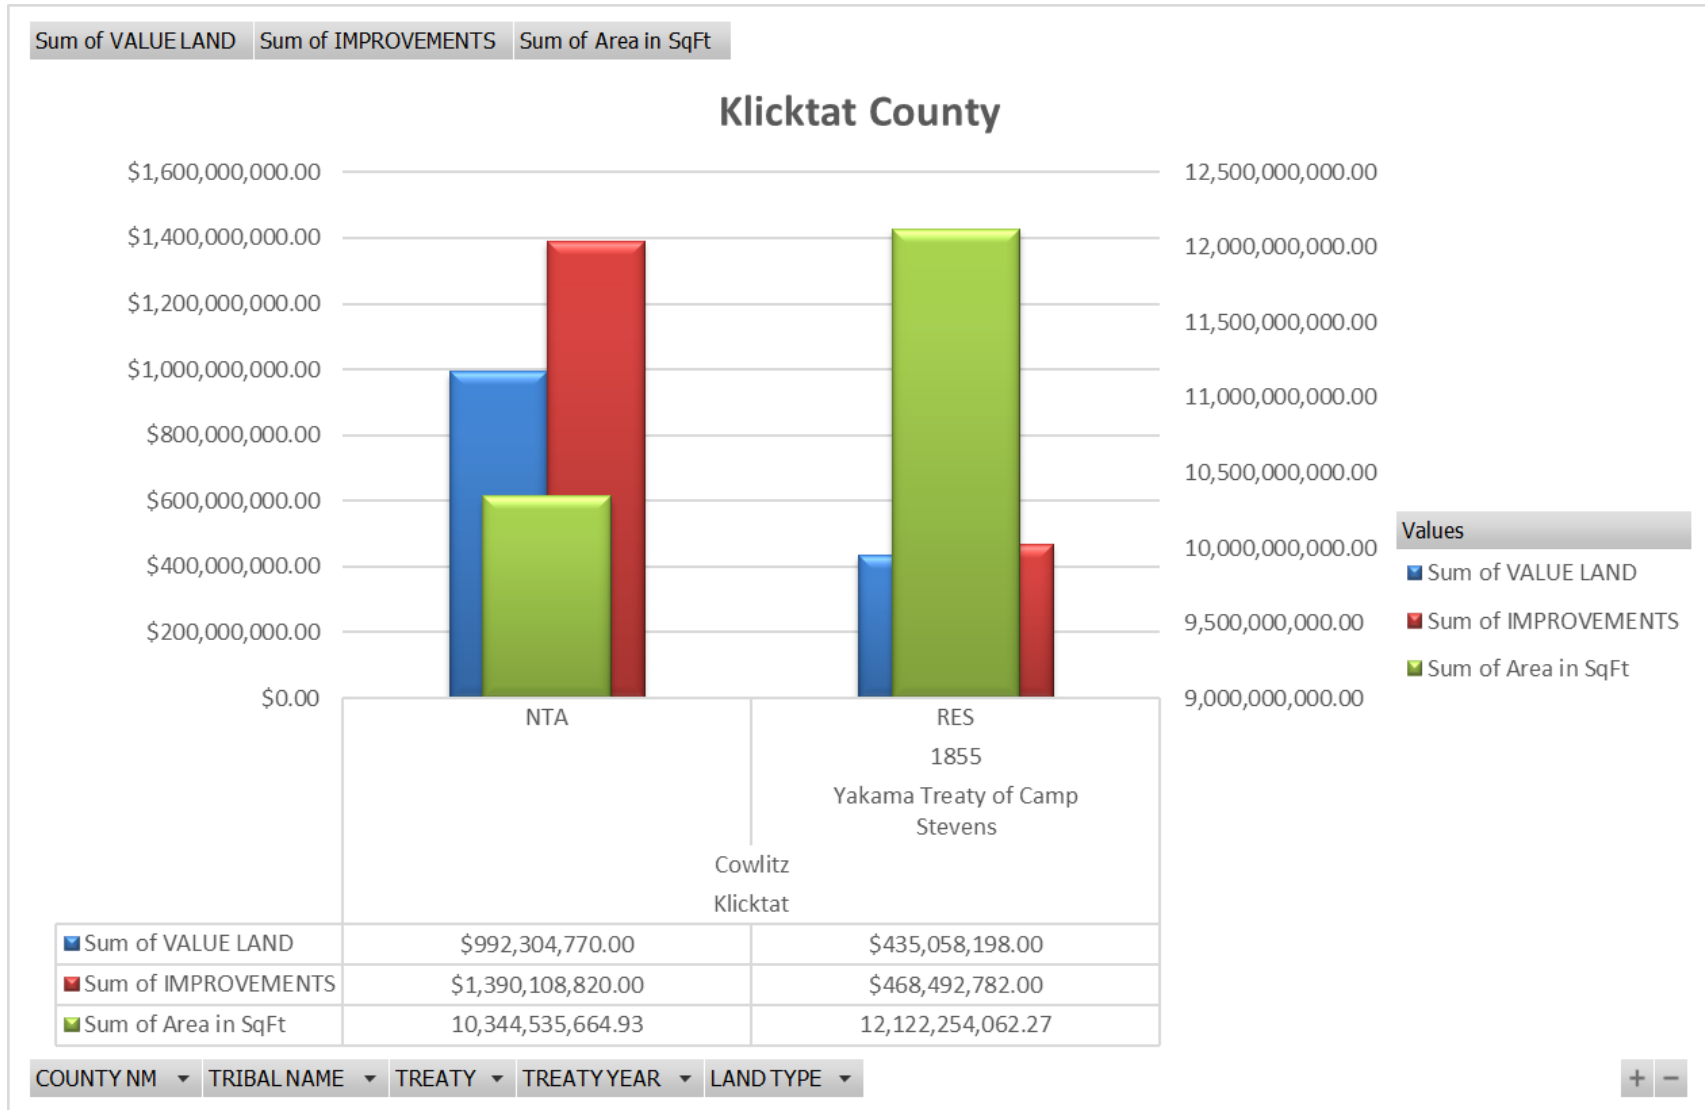 Sum of VALUE LAND Sum of IMPROVEMENTS Sum of Area in SqFt
Klicktat County
$1,600,000,000.00
$1,400,000,000.00
$1,200,000,000.00
$1,000,000,000.00
$800,000,000.00
$600,000,000.00
$400,000,000.00
$200,000,000.00
$0.00
12,500,000,000.00
12,000,000,000.00
11,500,000,000.00
11,000,000,000.00
10,500,000,000.00
10,000,000,000.00
9,500,000,000.00
9,000,000,000.00
Values
Sum of VALUE LAND
Sum of IMPROVEMENTS
Sum of Area in SqFt
NTA RES
1855
Yakama Treaty of Camp
Stevens
Cowlitz
Klicktat
Sum of VALUE LAND $992,304,770.00 $435,058,198.00
Sum of IMPROVEMENTS $1,390,108,820.00 $468,492,782.00
Sum of Area in SqFt 10,344,535,664.93 12,122,254,062.27
COUNTY NM TRIBAL NAME TREATY TREATY YEAR LAND TYPE + −